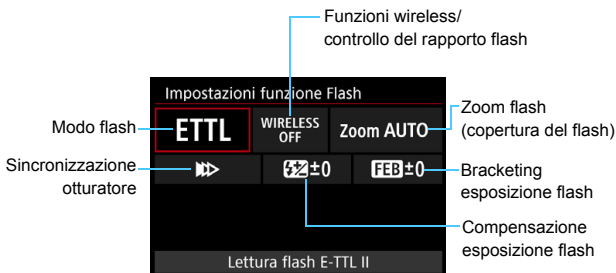 Funzioni wireless/
controllo del rapporto flash
Impostazioni funzione Flash
Modo flash
ETTL
WIRELESS
OFF
Zoom AUTO
Zoom flash
(copertura del flash)
Sincronizzazione
otturatore
±0
FEB±0
Bracketing
esposizione flash
Compensazione
esposizione flash
Lettura flash E-TTL II